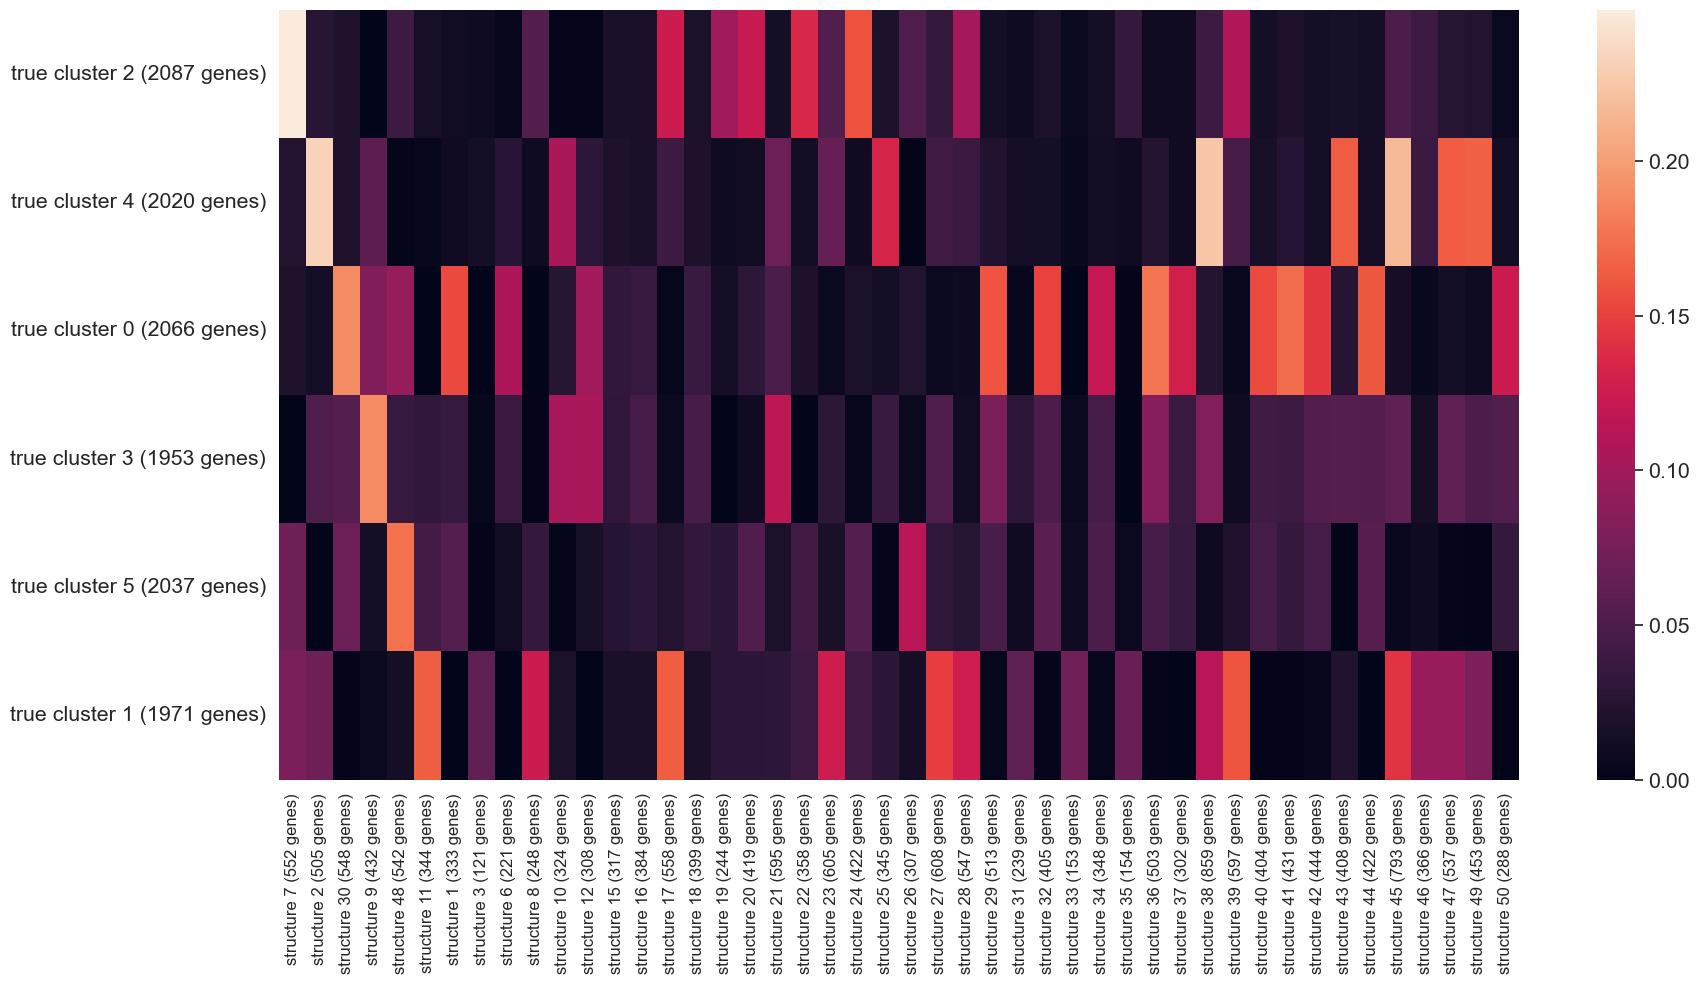 true cluster 2 (2087 genes)
true cluster 4 (2020 genes)
true cluster 0 (2066 genes)
true cluster 3 (1953 genes)
true cluster 5 (2037 genes)
true cluster 1 (1971 genes)
structure 7 (552 genes)
structure 2 (505 genes)
structure 30 (548 genes)
structure 9 (432 genes)
structure 48 (542 genes)
structure 11 (344 genes)
structure 1 (333 genes)
structure 3 (121 genes)
structure 6 (221 genes)
structure 8 (248 genes)
structure 10 (324 genes)
structure 12 (308 genes)
structure 15 (317 genes)
structure 16 (384 genes)
structure 17 (558 genes)
structure 18 (399 genes)
structure 19 (244 genes)
structure 20 (419 genes)
structure 21 (595 genes)
structure 22 (358 genes)
structure 23 (605 genes)
structure 24 (422 genes)
structure 25 (345 genes)
structure 26 (307 genes)
structure 27 (608 genes)
structure 28 (547 genes)
structure 29 (513 genes)
structure 31 (239 genes)
structure 32 (405 genes)
structure 33 (153 genes)
structure 34 (348 genes)
structure 35 (154 genes)
structure 36 (503 genes)
structure 37 (302 genes)
structure 38 (859 genes)
structure 39 (597 genes)
structure 40 (404 genes)
structure 41 (431 genes)
structure 42 (444 genes)
structure 43 (408 genes)
structure 44 (422 genes)
structure 45 (793 genes)
structure 46 (366 genes)
structure 47 (537 genes)
structure 49 (453 genes)
structure 50 (288 genes)
0.20
0.15
0.10
0.05
0.00